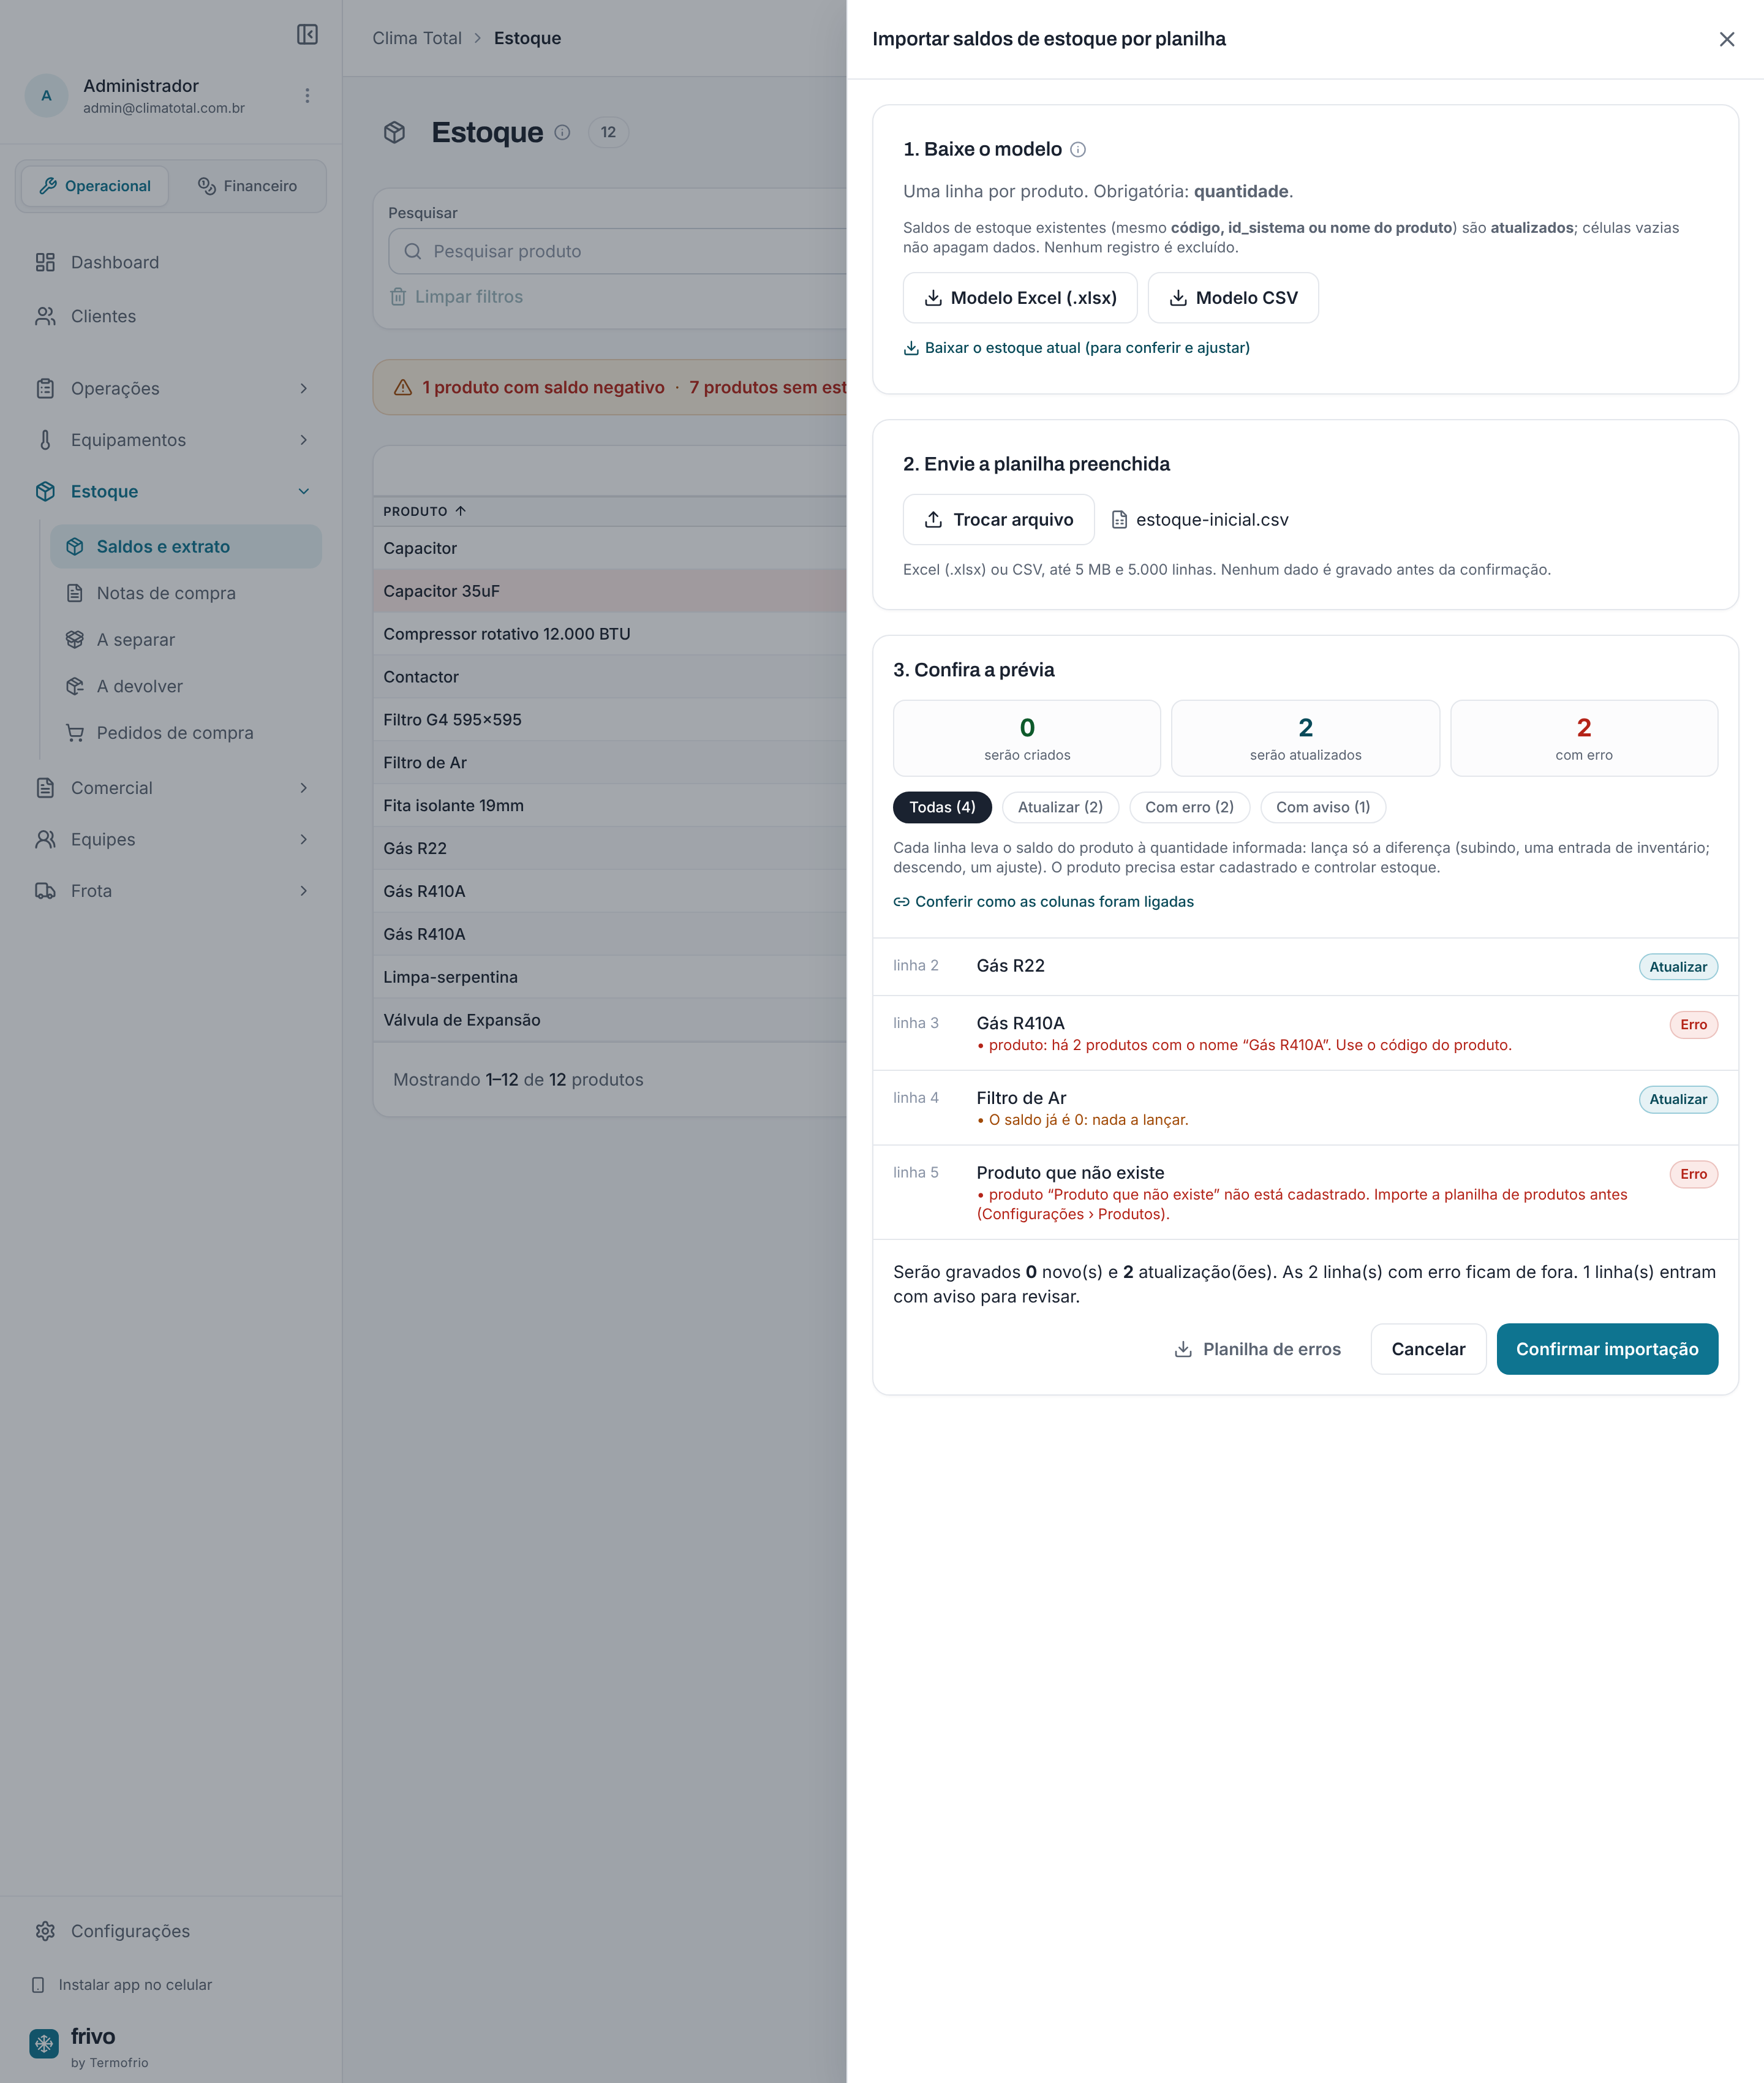 A
Administrador
admin@climatotal.com.br
Operacional
Financeiro
Dashboard
Clientes
Operações
Equipamentos
Estoque
Saldos e extrato
Notas de compra
A separar
A devolver
Pedidos de compra
Comercial
Equipes
Frota
Configurações
Instalar app no celular
frivo
by Termofrio
Clima Total > Estoque
Estoque 12
Pesquisar
Pesquisar produto
Limpar filtros
1 produto com saldo negativo · 7 produtos sem est
PRODUTO
Capacitor
Capacitor 35uF
Compressor rotativo 12.000 BTU
Contactor
Filtro G4 595×595
Filtro de Ar
Fita isolante 19mm
Gás R22
Gás R410A
Gás R410A
Limpa-serpentina
Válvula de Expansão
Mostrando 1–12 de 12 produtos
Importar saldos de estoque por planilha
1. Baixe o modelo
Uma linha por produto. Obrigatória: quantidade.
Saldos de estoque existentes (mesmo código, id_sistema ou nome do produto) são atualizados; células vazias
não apagam dados. Nenhum registro é excluído.
Modelo Excel (.xlsx)
Modelo CSV
Baixar o estoque atual (para conferir e ajustar)
2. Envie a planilha preenchida
Trocar arquivo
estoque-inicial.csv
Excel (.xlsx) ou CSV, até 5 MB e 5.000 linhas. Nenhum dado é gravado antes da confirmação.
3. Confira a prévia
0
serão criados
2
serão atualizados
2
com erro
Todas (4)
Atualizar (2)
Com erro (2)
Com aviso (1)
Cada linha leva o saldo do produto à quantidade informada: lança só a diferença (subindo, uma entrada de inventário;
descendo, um ajuste). O produto precisa estar cadastrado e controlar estoque.
Conferir como as colunas foram ligadas
linha 2 Gás R22 Atualizar
linha 3 Gás R410A Erro
• produto: há 2 produtos com o nome “Gás R410A”. Use o código do produto.
linha 4 Filtro de Ar Atualizar
• O saldo já é 0: nada a lançar.
linha 5 Produto que não existe Erro
• produto “Produto que não existe” não está cadastrado. Importe a planilha de produtos antes
(Configurações › Produtos).
Serão gravados 0 novo(s) e 2 atualização(ões). As 2 linha(s) com erro ficam de fora. 1 linha(s) entram
com aviso para revisar.
Planilha de erros
Cancelar
Confirmar importação